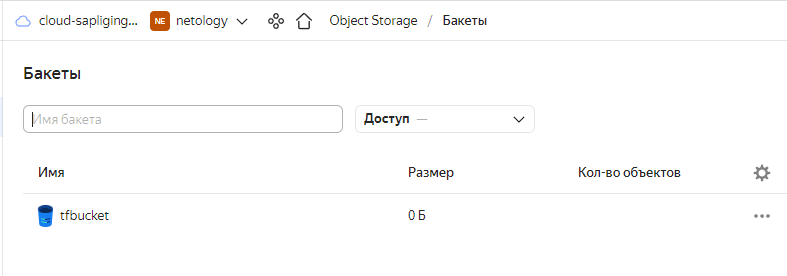 cloud-sapliging... NE netology Object Storage / Бакеты
Бакеты
Имя бакета Доступ —
Имя Размер Кол-во объектов
tfbucket 0 Б